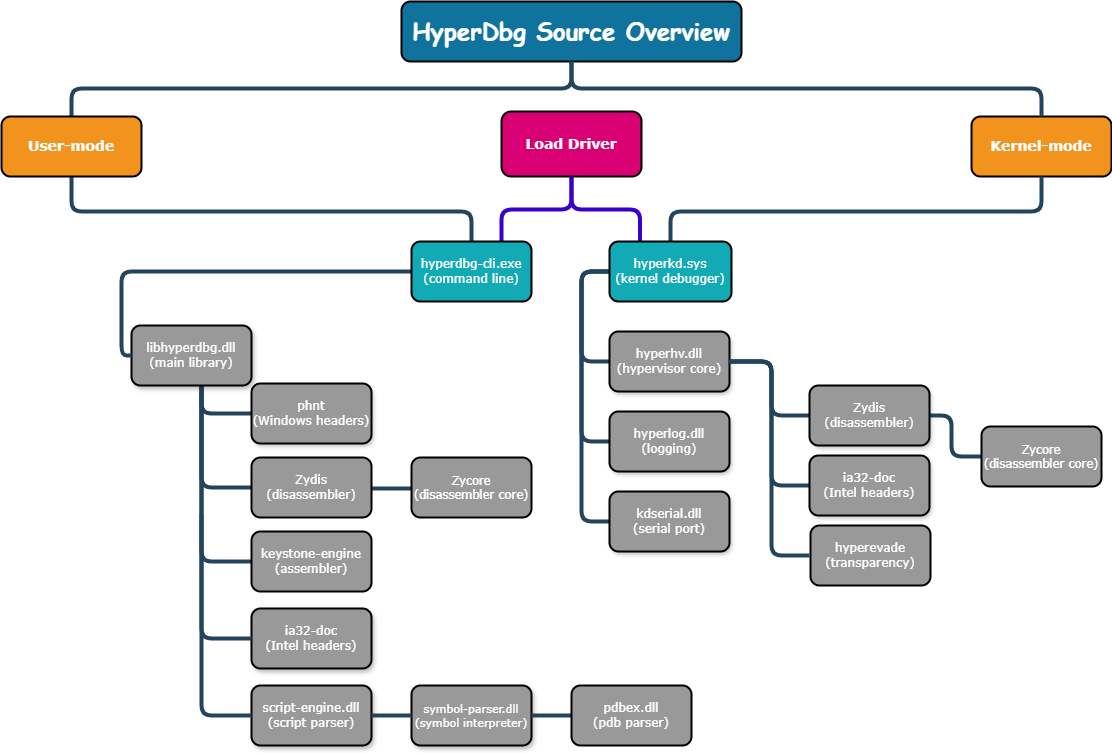 HyperDbg Source Overview
User-mode
Load Driver
Kernel-mode
hyperdbg-cli.exe
(command line)
hyperkd.sys
(kernel debugger)
libhyperdbg.dll
(main library)
phnt
(Windows headers)
Zydis
(disassembler)
Zycore
(disassembler core)
keystone-engine
(assembler)
ia32-doc
(Intel headers)
script-engine.dll
(script parser)
symbol-parser.dll
(symbol interpreter)
pdbex.dll
(pdb parser)
hyperhv.dll
(hypervisor core)
hyperlog.dll
(logging)
kdserial.dll
(serial port)
Zydis
(disassembler)
Zycore
(disassembler core)
ia32-doc
(Intel headers)
hyperevade
(transparency)